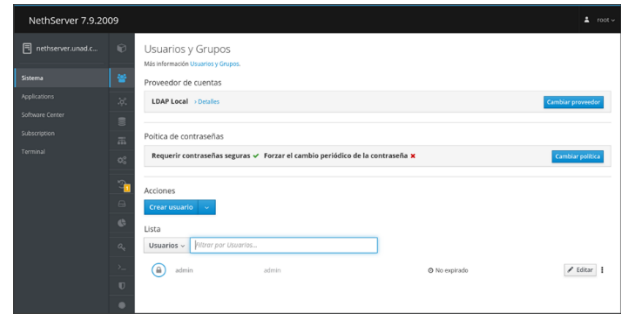 NethServer 7.9.2009
root
nethserver.unad.c...
Sistema
Applications
Software Center
Subscription
Terminal
Usuarios y Grupos
Más información Usuarios y Grupos.
Proveedor de cuentas
LDAP Local Detalles
Cambiar proveedor
Política de contraseñas
Requerir contraseñas seguras Forzar el cambio periódico de la contraseña
Cambiar política
Acciones
Crear usuario
Lista
Usuarios Filtrar por Usuarios...
admin admin No expirado Editar